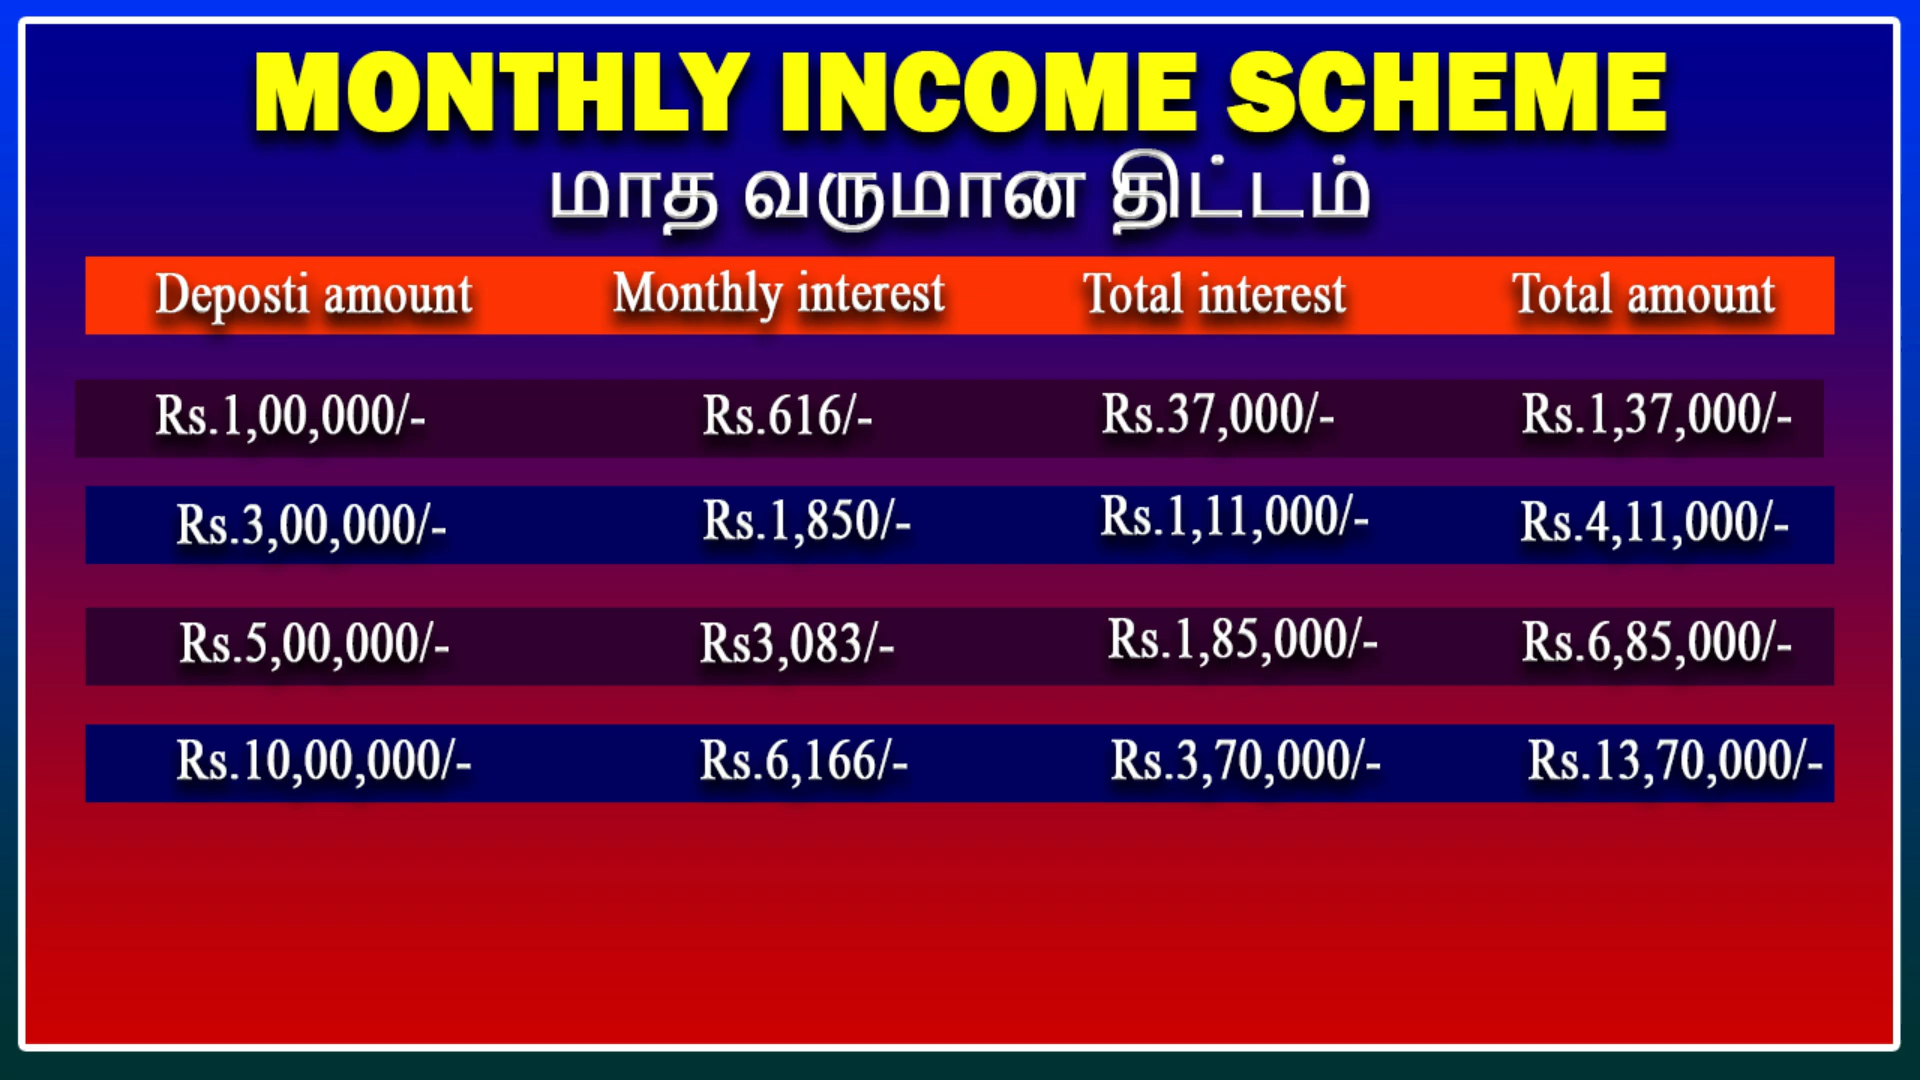 MONTHLY INCOME SCHEME
மாத வருமான திட்டம்
Deposti amount Monthly interest Total interest Total amount
Rs.1,00,000/- Rs.616/- Rs.37,000/- Rs.1,37,000/-
Rs.3,00,000/- Rs.1,850/- Rs.1,11,000/- Rs.4,11,000/-
Rs.5,00,000/- Rs3,083/- Rs.1,85,000/- Rs.6,85,000/-
Rs.10,00,000/- Rs.6,166/- Rs.3,70,000/- Rs.13,70,000/-